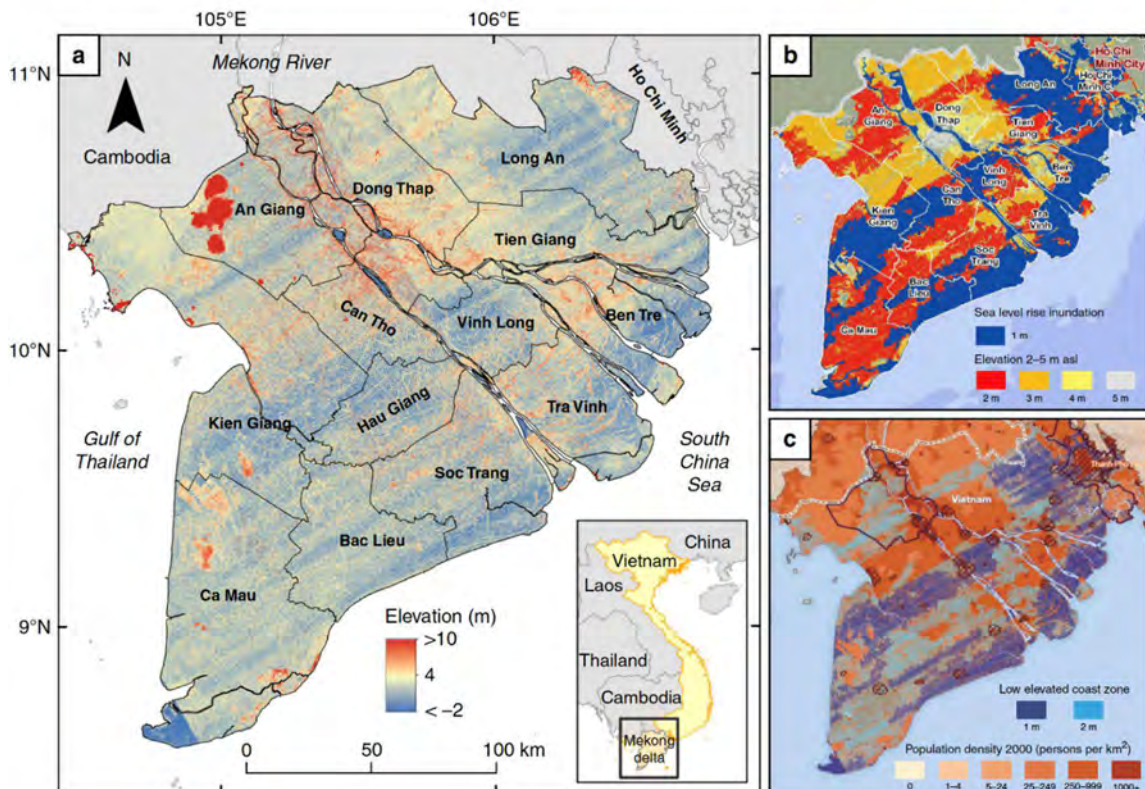 105°E
106°E
a
N
Mekong River
11°N
Ho Chi Minh
Cambodia
Long An
Dong Thap
An Giang
Tien Giang
Can Tho
Vinh Long
Ben Tre
10°N
Hau Giang
Tra Vinh
Kien Giang
Gulf of
Thailand
Soc Trang
South
China
Sea
Bac Lieu
Ca Mau
9°N
Elevation (m)
>10
4
< −2
0 50 100 km
China
Vietnam
Laos
Thailand
Cambodia
Mekong
delta
b
Ho Chi
Minh City
Ho Chi
Minh C.
Long An
An
Giang
Dong
Thap
Tien
Giang
Ben
Tre
Vinh
Long
Can
Tho
Kien
Giang
Tra
Vinh
Soc
Trang
Bac
Lieu
Ca Mau
Sea level rise inundation
1 m
Elevation 2–5 m asl
2 m 3 m 4 m 5 m
c
Vietnam
Low elevated coast zone
1 m 2 m
Population density 2000 (persons per km²)
0 1–4 5–24 25–249 250–999 1000+